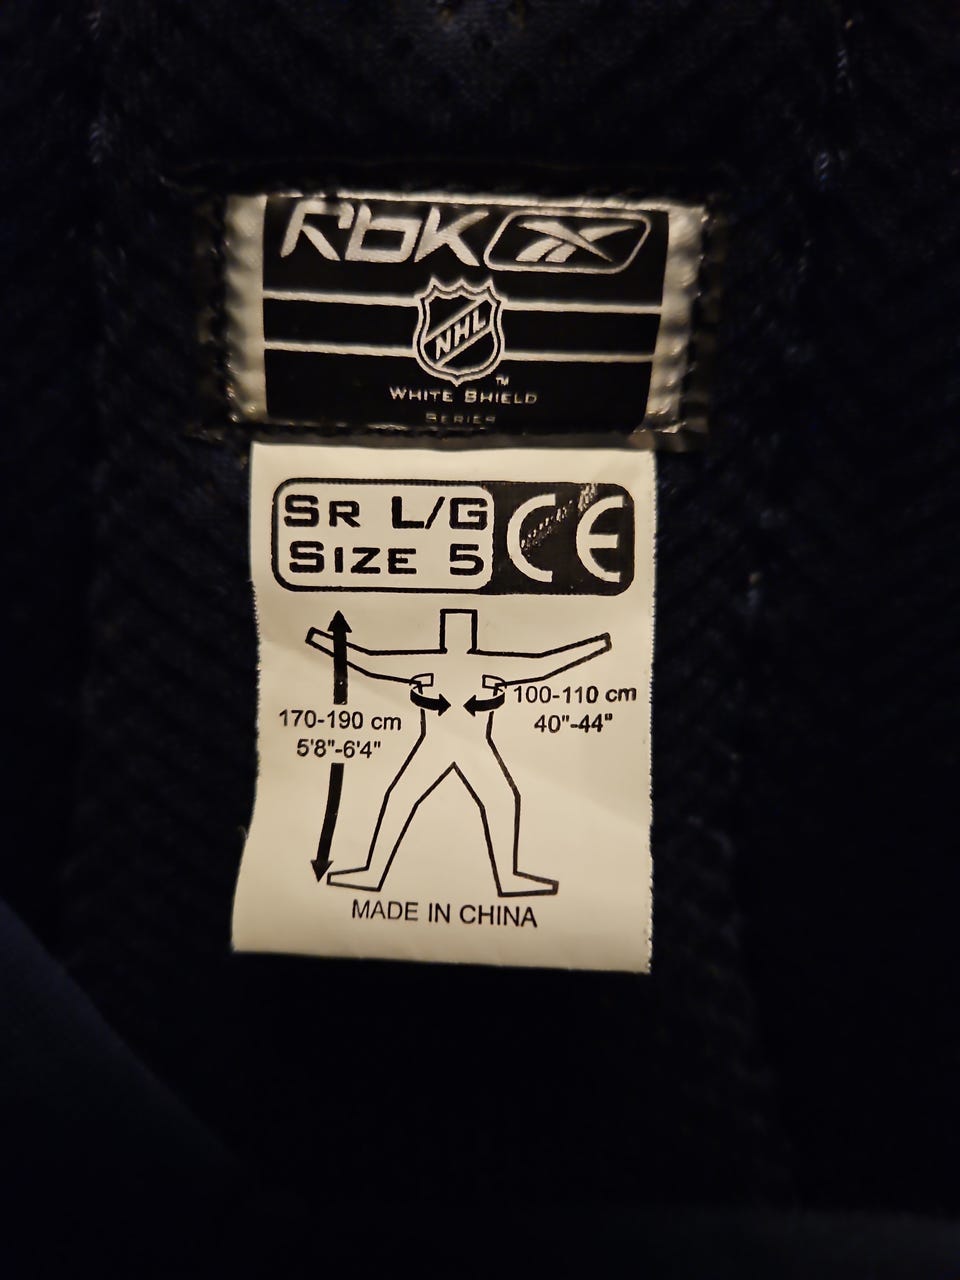 Rbk
NHL
TM
WHITE SHIELD
SERIES
SR L/G
SIZE 5
CE
170-190 cm
5'8"-6'4"
100-110 cm
40"-44"
MADE IN CHINA